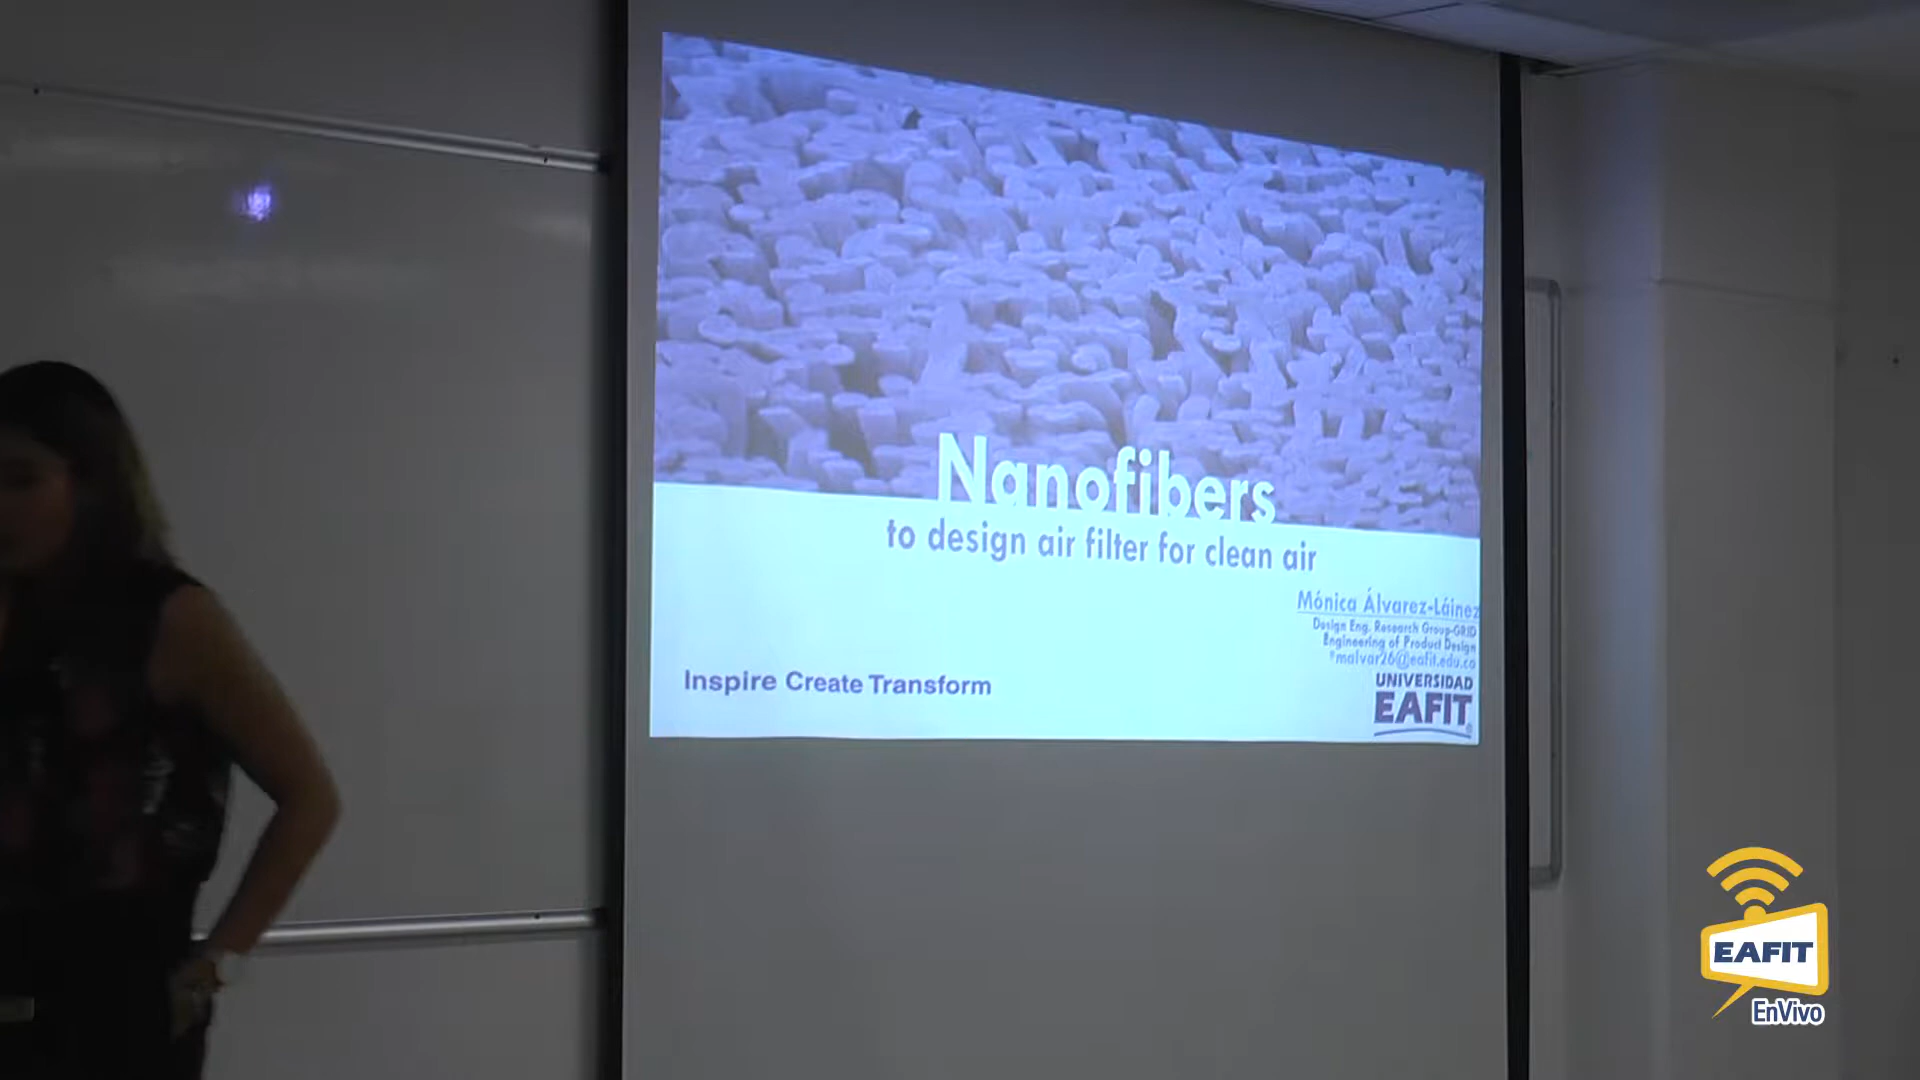 Nanofibers
to design air filter for clean air
Mónica Álvarez-Láinez
Design Eng. Research Group-GRID
Engineering of Product Design
*malvar26@eafit.edu.co
UNIVERSIDAD
EAFIT
Inspire Create Transform
EAFIT
EnVivo